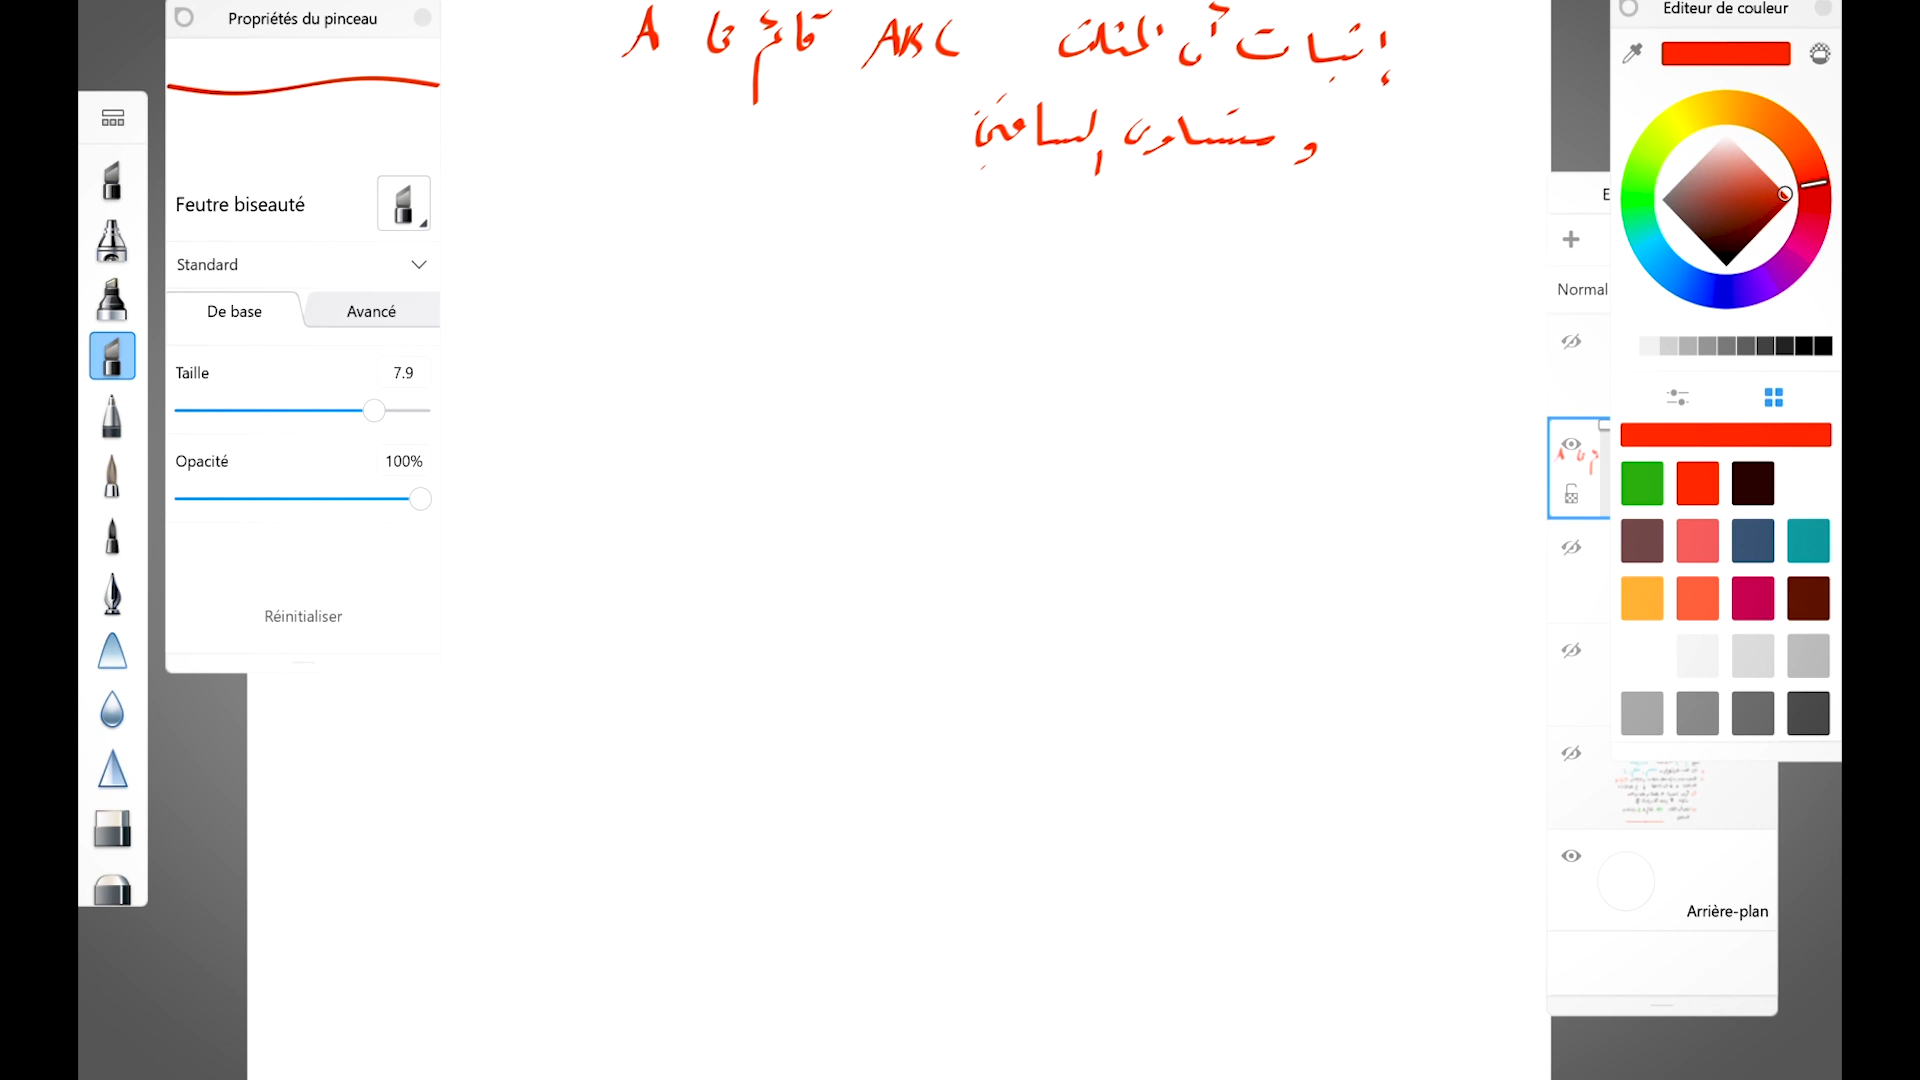 Propriétés du pinceau
Feutre biseauté
Standard
De base
Avancé
Taille
7.9
Opacité
100%
Réinitialiser
إثبات أن المثلث ABC قائم في A
و متساوي الساقين
Editeur de couleur
E
Normal
A
Arrière-plan